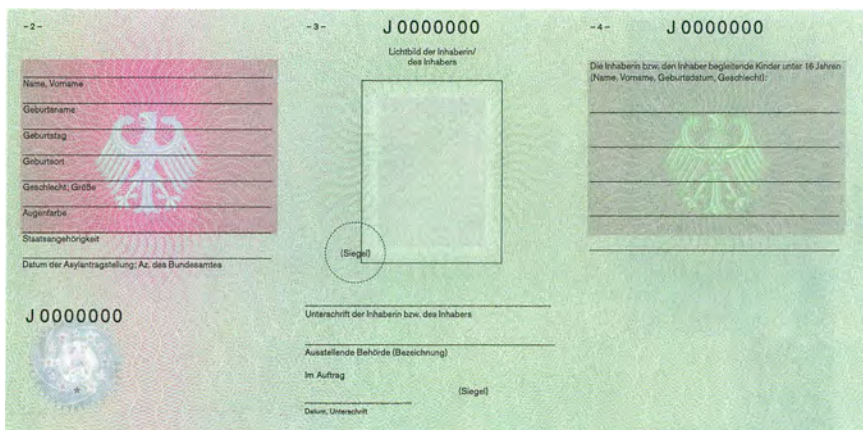 -2-
Name, Vorname
Geburtsname
Geburtstag
Geburtsort
Geschlecht; Größe
Augenfarbe
Staatsangehörigkeit
Datum der Asylantragstellung; Az. des Bundesamtes
J 0000000
-3-
J 0000000
Lichtbild der Inhaberin/
des Inhabers
(Siegel)
Unterschrift der Inhaberin bzw. des Inhabers
Ausstellende Behörde (Bezeichnung)
Im Auftrag
(Siegel)
Datum, Unterschrift
-4-
J 0000000
Die Inhaberin bzw. den Inhaber begleitende Kinder unter 16 Jahren
(Name, Vorname, Geburtsdatum, Geschlecht):